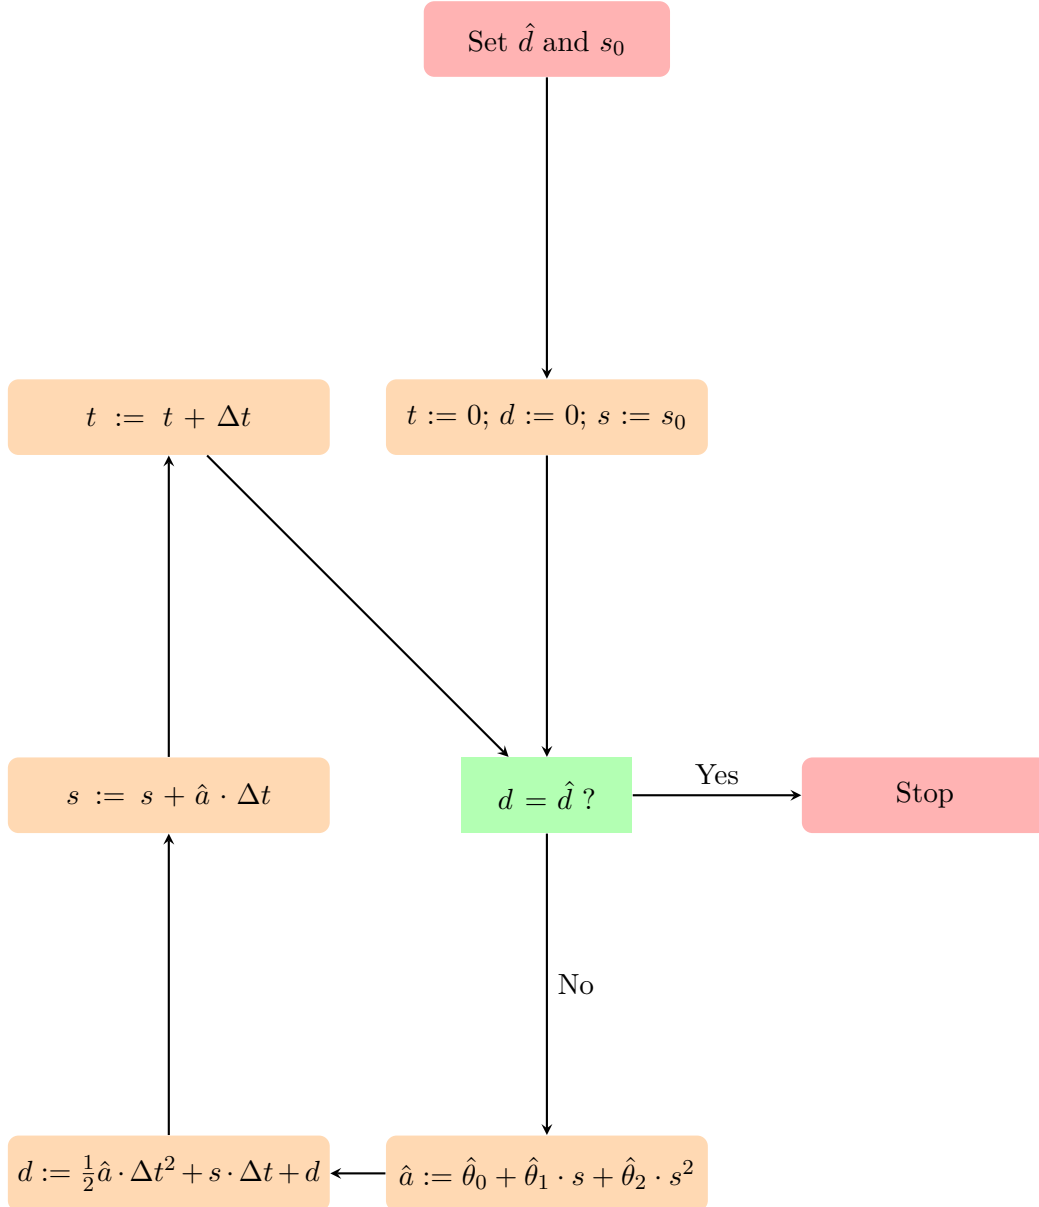 Set d̂ and s₀
t := t + Δt
t := 0; d := 0; s := s₀
s := s + â · Δt
d = d̂ ?
Yes
Stop
No
d := ½â · Δt² + s · Δt + d
â := θ̂₀ + θ̂₁ · s + θ̂₂ · s²